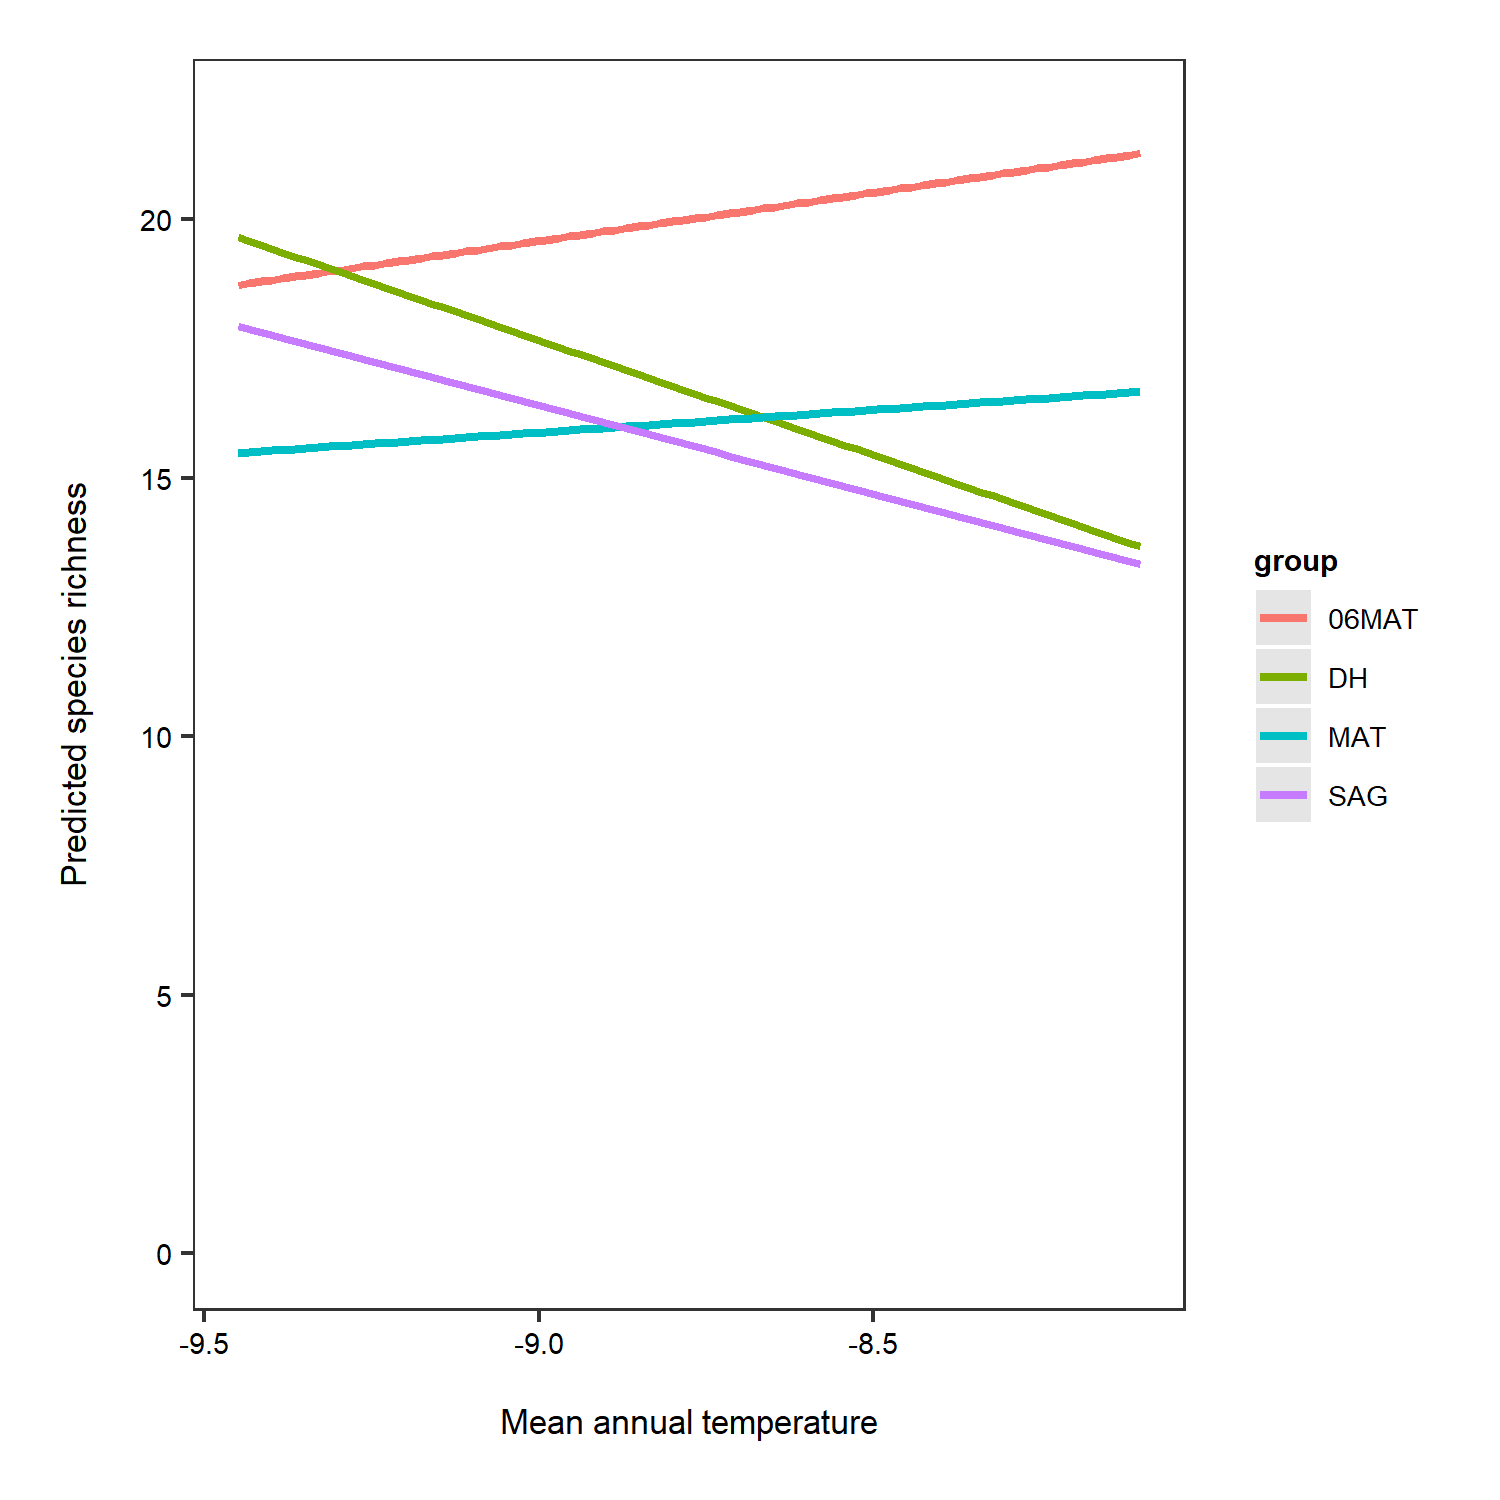 Predicted species richness
20
15
10
5
0
-9.5
-9.0
-8.5
Mean annual temperature
group
06MAT
DH
MAT
SAG